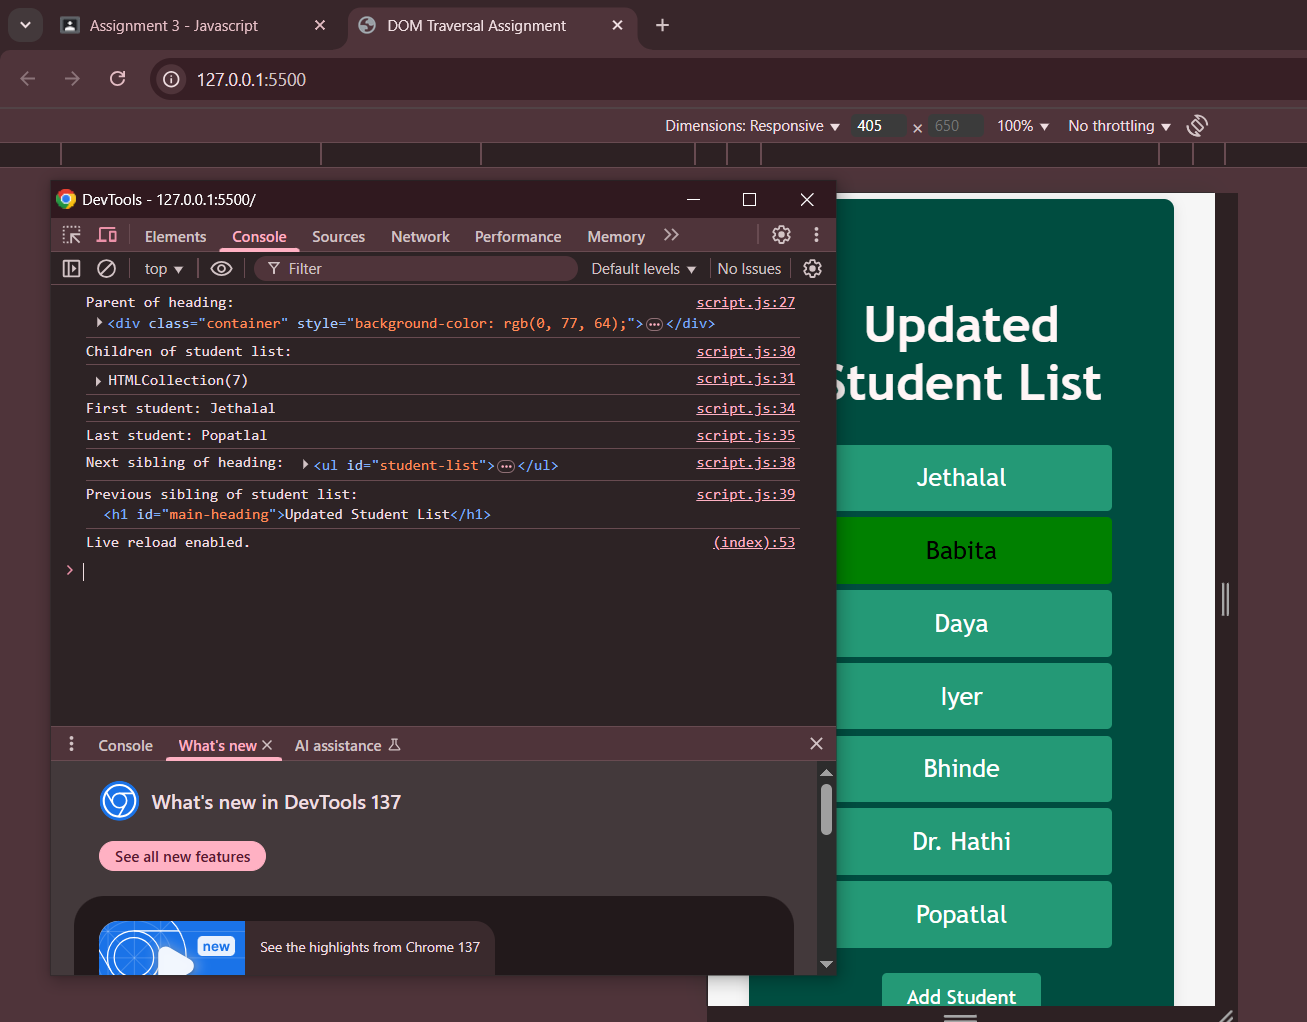 Assignment 3 - Javascript
DOM Traversal Assignment
127.0.0.1:5500
Dimensions: Responsive 405 × 650 100% No throttling
DevTools - 127.0.0.1:5500/
Elements Console Sources Network Performance Memory
top Filter Default levels No Issues
Parent of heading: script.js:27
<div class="container" style="background-color: rgb(0, 77, 64);">…</div>
Children of student list: script.js:30
HTMLCollection(7) script.js:31
First student: Jethalal script.js:34
Last student: Popatlal script.js:35
Next sibling of heading: <ul id="student-list">…</ul> script.js:38
Previous sibling of student list: script.js:39
<h1 id="main-heading">Updated Student List</h1>
Live reload enabled. (index):53
Console What's new AI assistance
What's new in DevTools 137
See all new features
new
See the highlights from Chrome 137
Updated
Student List
Jethalal
Babita
Daya
Iyer
Bhinde
Dr. Hathi
Popatlal
Add Student